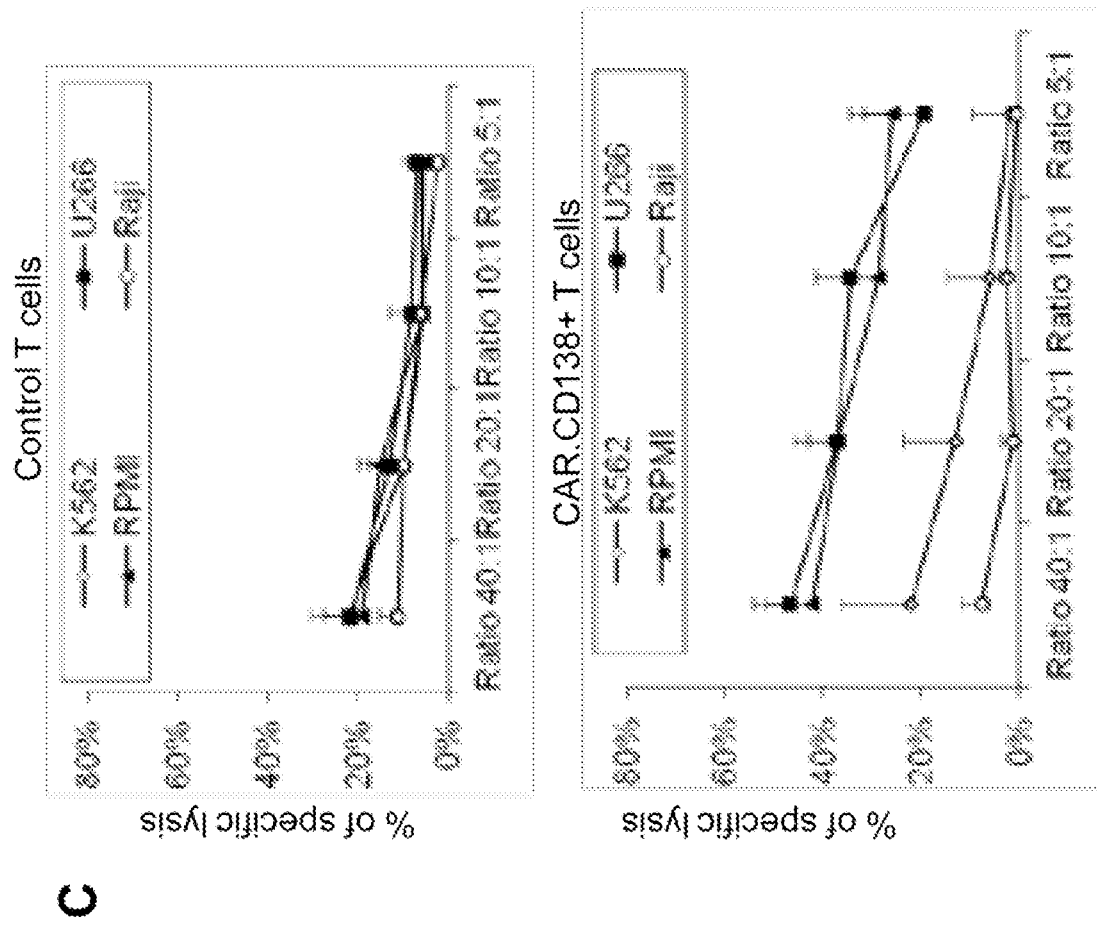 C
Control T cells
K562 U266
RPMI Raji
% of specific lysis
80%
60%
40%
20%
0%
Ratio 40:1 Ratio 20:1 Ratio 10:1 Ratio 5:1
CAR.CD138+ T cells
K562 U266
RPMI Raji
% of specific lysis
80%
60%
40%
20%
0%
Ratio 40:1 Ratio 20:1 Ratio 10:1 Ratio 5:1